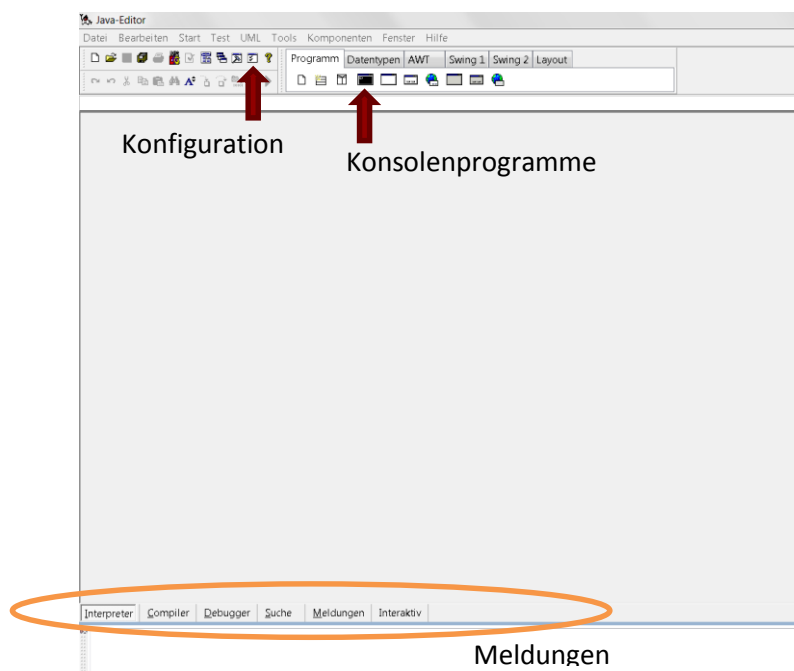 Java-Editor
Datei Bearbeiten Start Test UML Tools Komponenten Fenster Hilfe
Programm Datentypen AWT Swing 1 Swing 2 Layout
Konfiguration
Konsolenprogramme
Interpreter Compiler Debugger Suche Meldungen Interaktiv
Meldungen